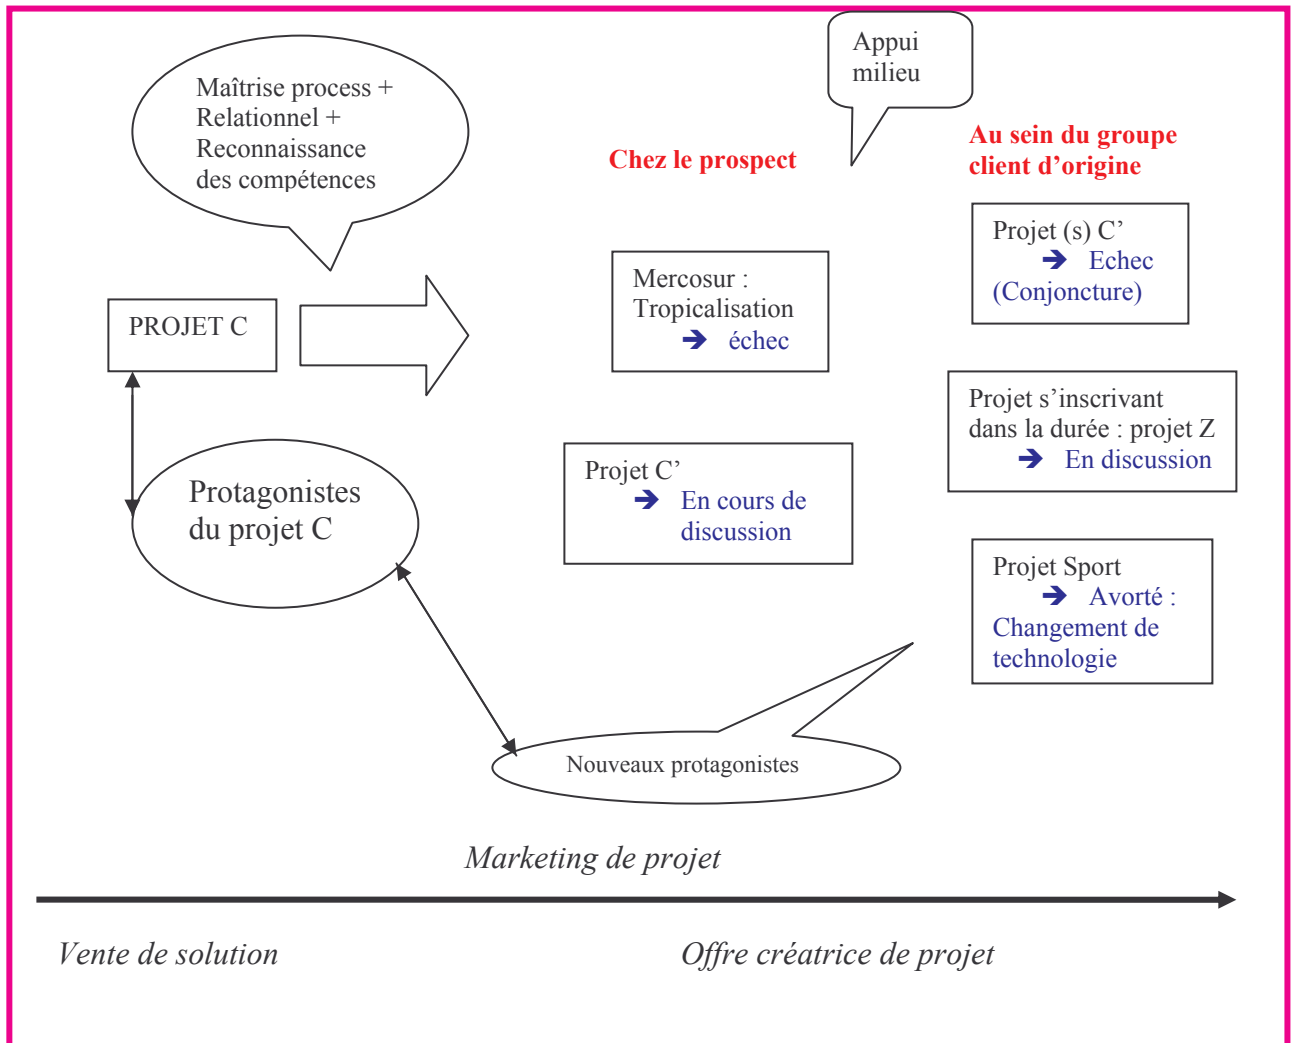 Appui
milieu
Maîtrise process +
Relationnel +
Reconnaissance
des compétences
Chez le prospect
Au sein du groupe
client d’origine
Projet (s) C’
➔ Echec
(Conjoncture)
Mercosur :
Tropicalisation
➔ échec
PROJET C
Projet s’inscrivant
dans la durée : projet Z
➔ En discussion
Projet C’
➔ En cours de
discussion
Protagonistes
du projet C
Projet Sport
➔ Avorté :
Changement de
technologie
Nouveaux protagonistes
Marketing de projet
Vente de solution
Offre créatrice de projet